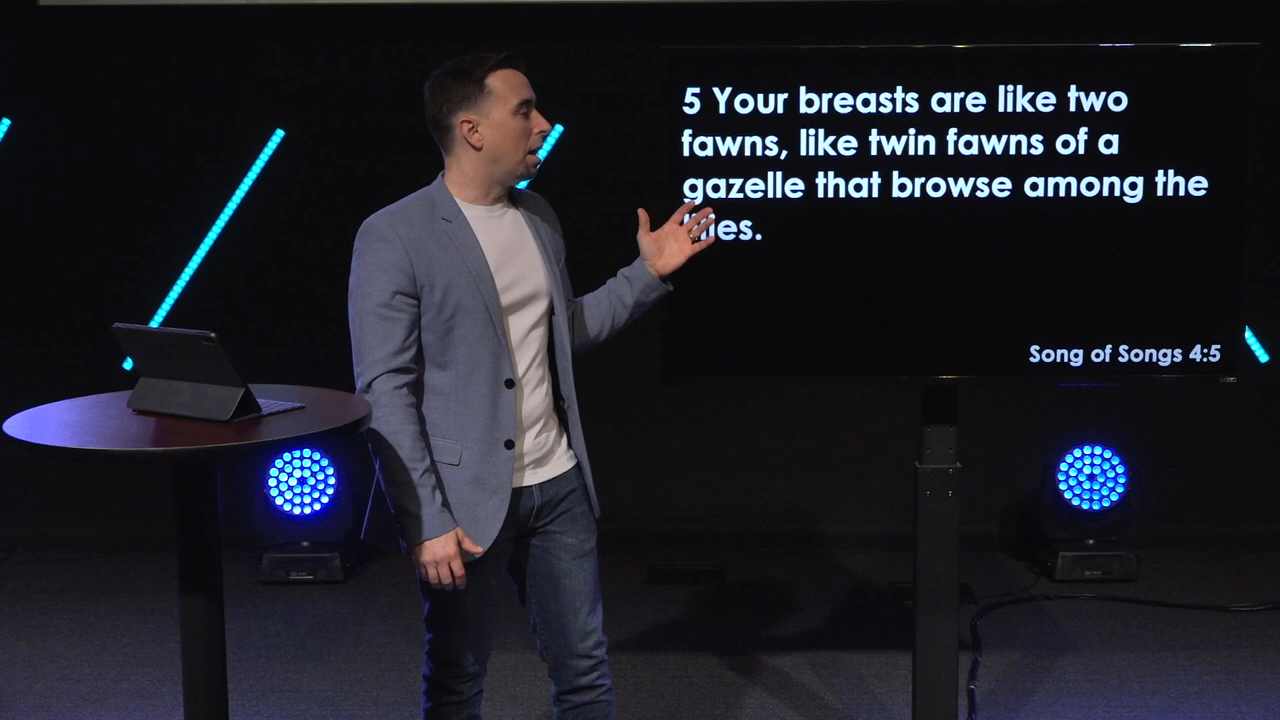 5 Your breasts are like two
fawns, like twin fawns of a
gazelle that browse among the
lilies.
Song of Songs 4:5